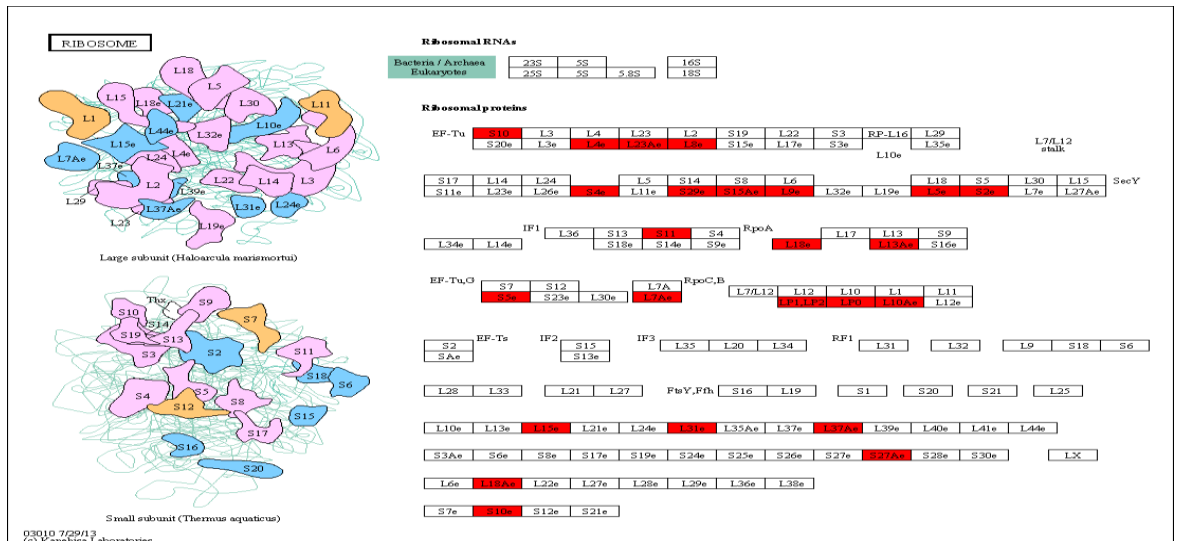 RIBOSOME
L18
L5
L15
L18e
L21e
L30
L11
L1
L44e
L10e
L32e
L15e
L13
L6
L7Ae
L24
L4e
L37e
L2
L22
L14
L3
L39e
L29
L37Ae
L31e
L24e
L23
L19e
Large subunit (Haloarcula marismortui)
Thx
S9
S10
S14
S7
S19
S13
S3
S2
S11
S18
S6
S4
S5
S12
S8
S15
S17
S16
S20
Small subunit (Thermus aquaticus)
03010 7/29/13
(c) Kanehisa Laboratories
Ribosomal RNAs
Bacteria / Archaea 23S 5S 16S
Eukaryotes 25S 5S 5.8S 18S
Ribosomal proteins
EF-Tu S10 L3 L4 L23 L2 S19 L22 S3 RP-L16 L29
S20e L3e L4e L23Ae L8e S15e L17e S3e L10e L35e
L7/L12
stalk
S17 L14 L24 L5 S14 S8 L6 L18 S5 L30 L15 SecY
S11e L23e L26e S4e L11e S29e S15Ae L9e L32e L19e L5e S2e L7e L27Ae
IF1 L36 S13 S11 S4 RpoA L17 L13 S9
L34e L14e S18e S14e S9e L18e L13Ae S16e
EF-Tu,G S7 S12 L7A RpoC,B L7/L12 L12 L10 L1 L11
S5e S23e L30e L7Ae LP1,LP2 LP0 L10Ae L12e
S2 EF-Ts IF2 S15 IF3 L35 L20 L34 RF1 L31 L32 L9 S18 S6
SAe S13e
L28 L33 L21 L27 FtsY,Ffh S16 L19 S1 S20 S21 L25
L10e L13e L15e L21e L24e L31e L35Ae L37e L37Ae L39e L40e L41e L44e
S3Ae S6e S8e S17e S19e S24e S25e S26e S27e S27Ae S28e S30e LX
L6e L18Ae L22e L27e L28e L29e L36e L38e
S7e S10e S12e S21e